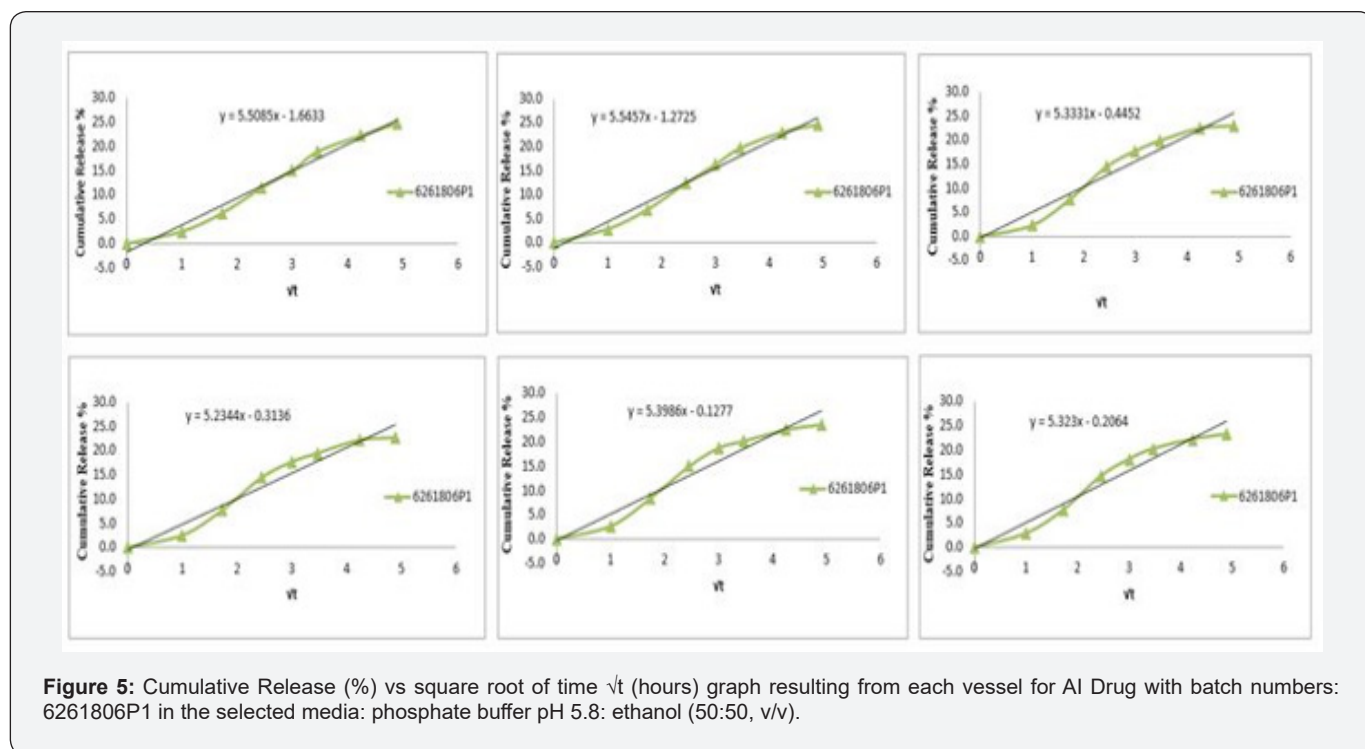 30.0
25.0
20.0
15.0
10.0
5.0
0.0
-5.0
0 1 2 3 4 5 6
Cumulative Release %
√t
y = 5.5085x - 1.6633
6261806P1
30.0
25.0
20.0
15.0
10.0
5.0
0.0
-5.0
0 1 2 3 4 5 6
Cumulative Release %
√t
y = 5.5457x - 1.2725
6261806P1
30.0
25.0
20.0
15.0
10.0
5.0
0.0
-5.0
0 1 2 3 4 5 6
Cumulative Release %
√t
y = 5.3331x - 0.4452
6261806P1
30.0
25.0
20.0
15.0
10.0
5.0
0.0
-5.0
0 1 2 3 4 5 6
Cumulative Release %
√t
y = 5.2344x - 0.3136
6261806P1
30.0
25.0
20.0
15.0
10.0
5.0
0.0
-5.0
0 1 2 3 4 5 6
Cumulative Release %
√t
y = 5.3986x - 0.1277
6261806P1
30.0
25.0
20.0
15.0
10.0
5.0
0.0
-5.0
0 1 2 3 4 5 6
Cumulative Release %
√t
y = 5.323x - 0.2064
6261806P1
Figure 5: Cumulative Release (%) vs square root of time √t (hours) graph resulting from each vessel for AI Drug with batch numbers:
6261806P1 in the selected media: phosphate buffer pH 5.8: ethanol (50:50, v/v).